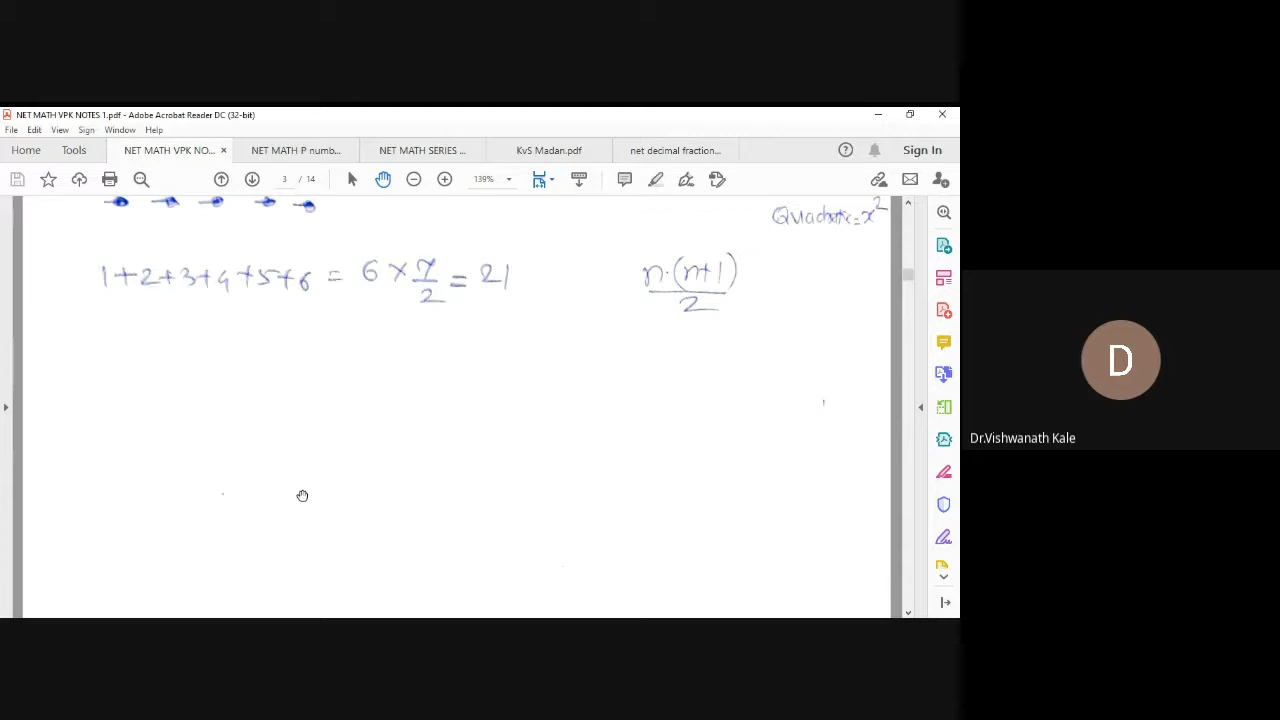 NET MATH VPK NOTES 1.pdf - Adobe Acrobat Reader DC (32-bit)
File Edit View Sign Window Help
Home Tools NET MATH VPK NO... × NET MATH P numb... NET MATH SERIES ... KvS Madan.pdf net decimal fraction... Sign In
3 / 14 139%
Quadratic = x²
1+2+3+4+5+6 = 6 × 7/2 = 21 n·(n+1)/2
D
Dr.Vishwanath Kale